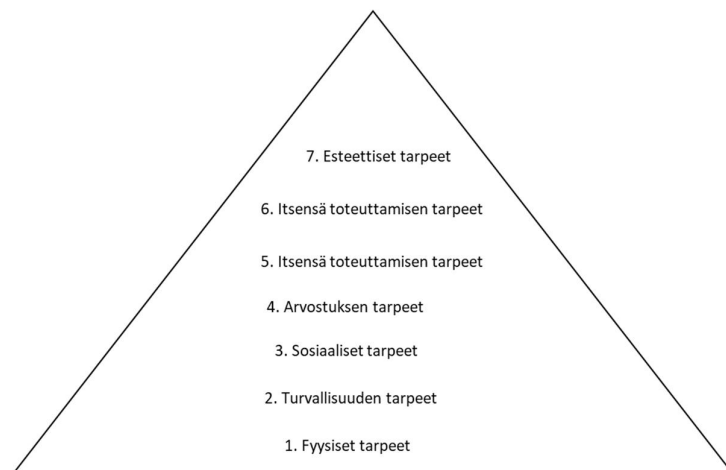 7. Esteettiset tarpeet
6. Itsensä toteuttamisen tarpeet
5. Itsensä toteuttamisen tarpeet
4. Arvostuksen tarpeet
3. Sosiaaliset tarpeet
2. Turvallisuuden tarpeet
1. Fyysiset tarpeet